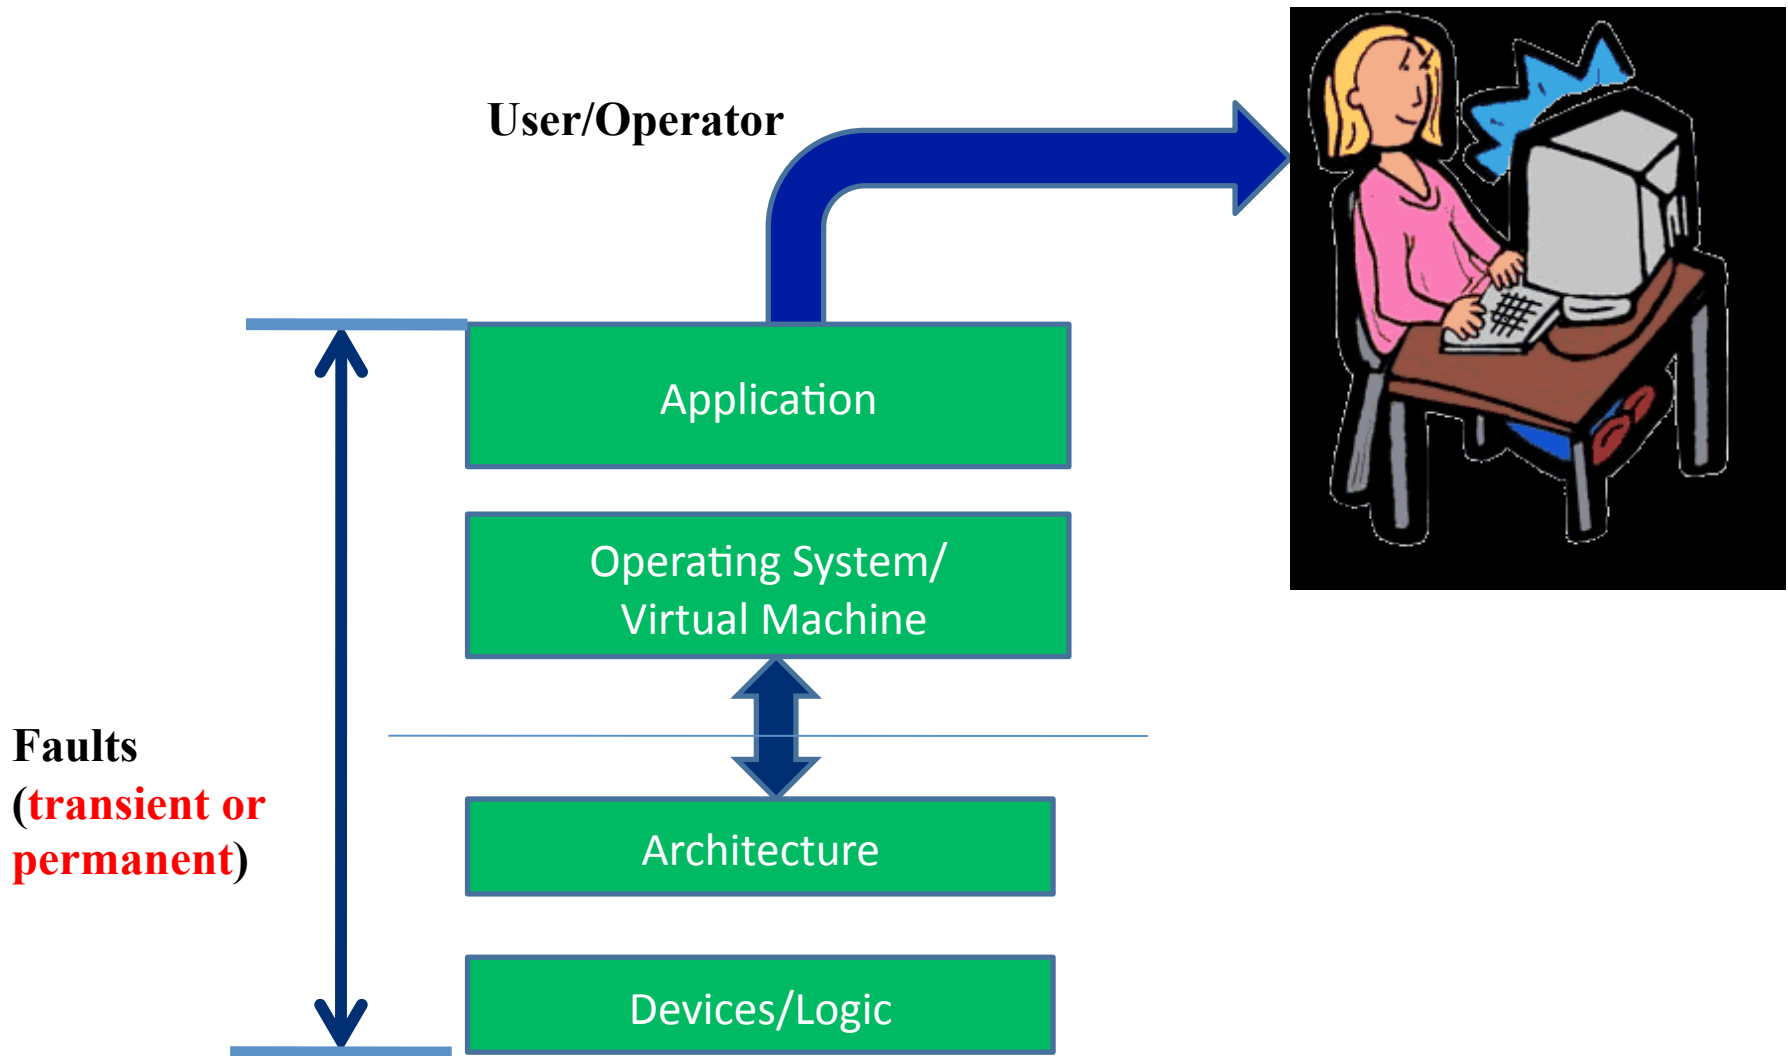 User/Operator
Application
Operating System/
Virtual Machine
Faults
(transient or
permanent)
Architecture
Devices/Logic